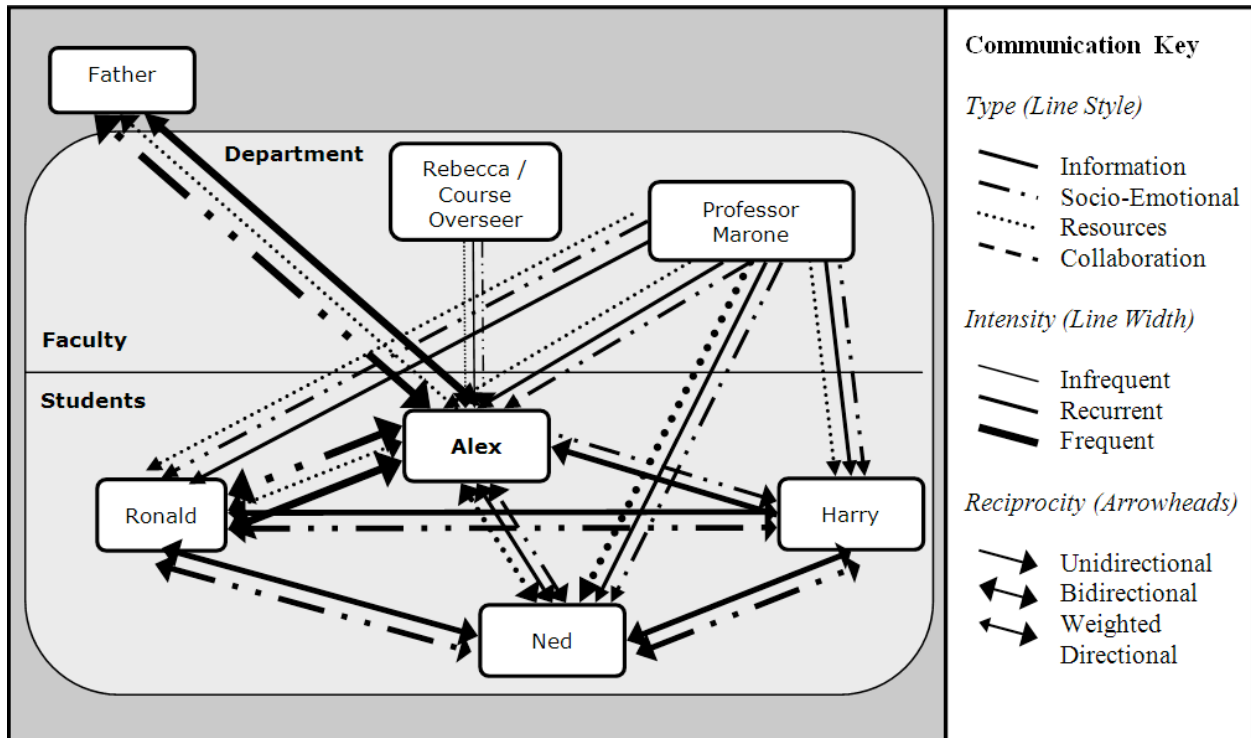 Father
Department
Rebecca /
Course
Overseer
Professor
Marone
Faculty
Students
Alex
Ronald
Harry
Ned
Communication Key
Type (Line Style)
Information
Socio-Emotional
Resources
Collaboration
Intensity (Line Width)
Infrequent
Recurrent
Frequent
Reciprocity (Arrowheads)
Unidirectional
Bidirectional
Weighted
Directional